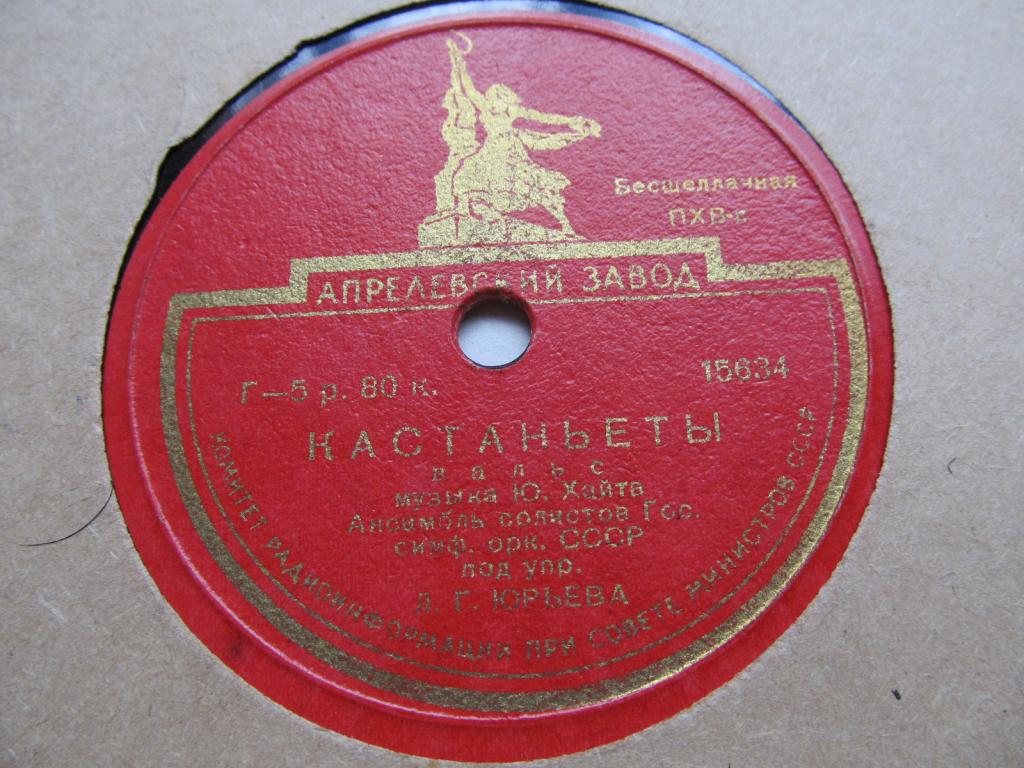 Бесшеллачная
ПХВ-к
АПРЕЛЕВСКИЙ ЗАВОД
Г—5 р. 80 к.
15634
КАСТАНЬЕТЫ
вальс
музыка Ю. Хайта
Ансамбль солистов Гос.
симф. орк. СССР
под упр.
Л. Г. ЮРЬЕВА
КОМИТЕТ РАДИОИНФОРМАЦИИ ПРИ СОВЕТЕ МИНИСТРОВ СССР